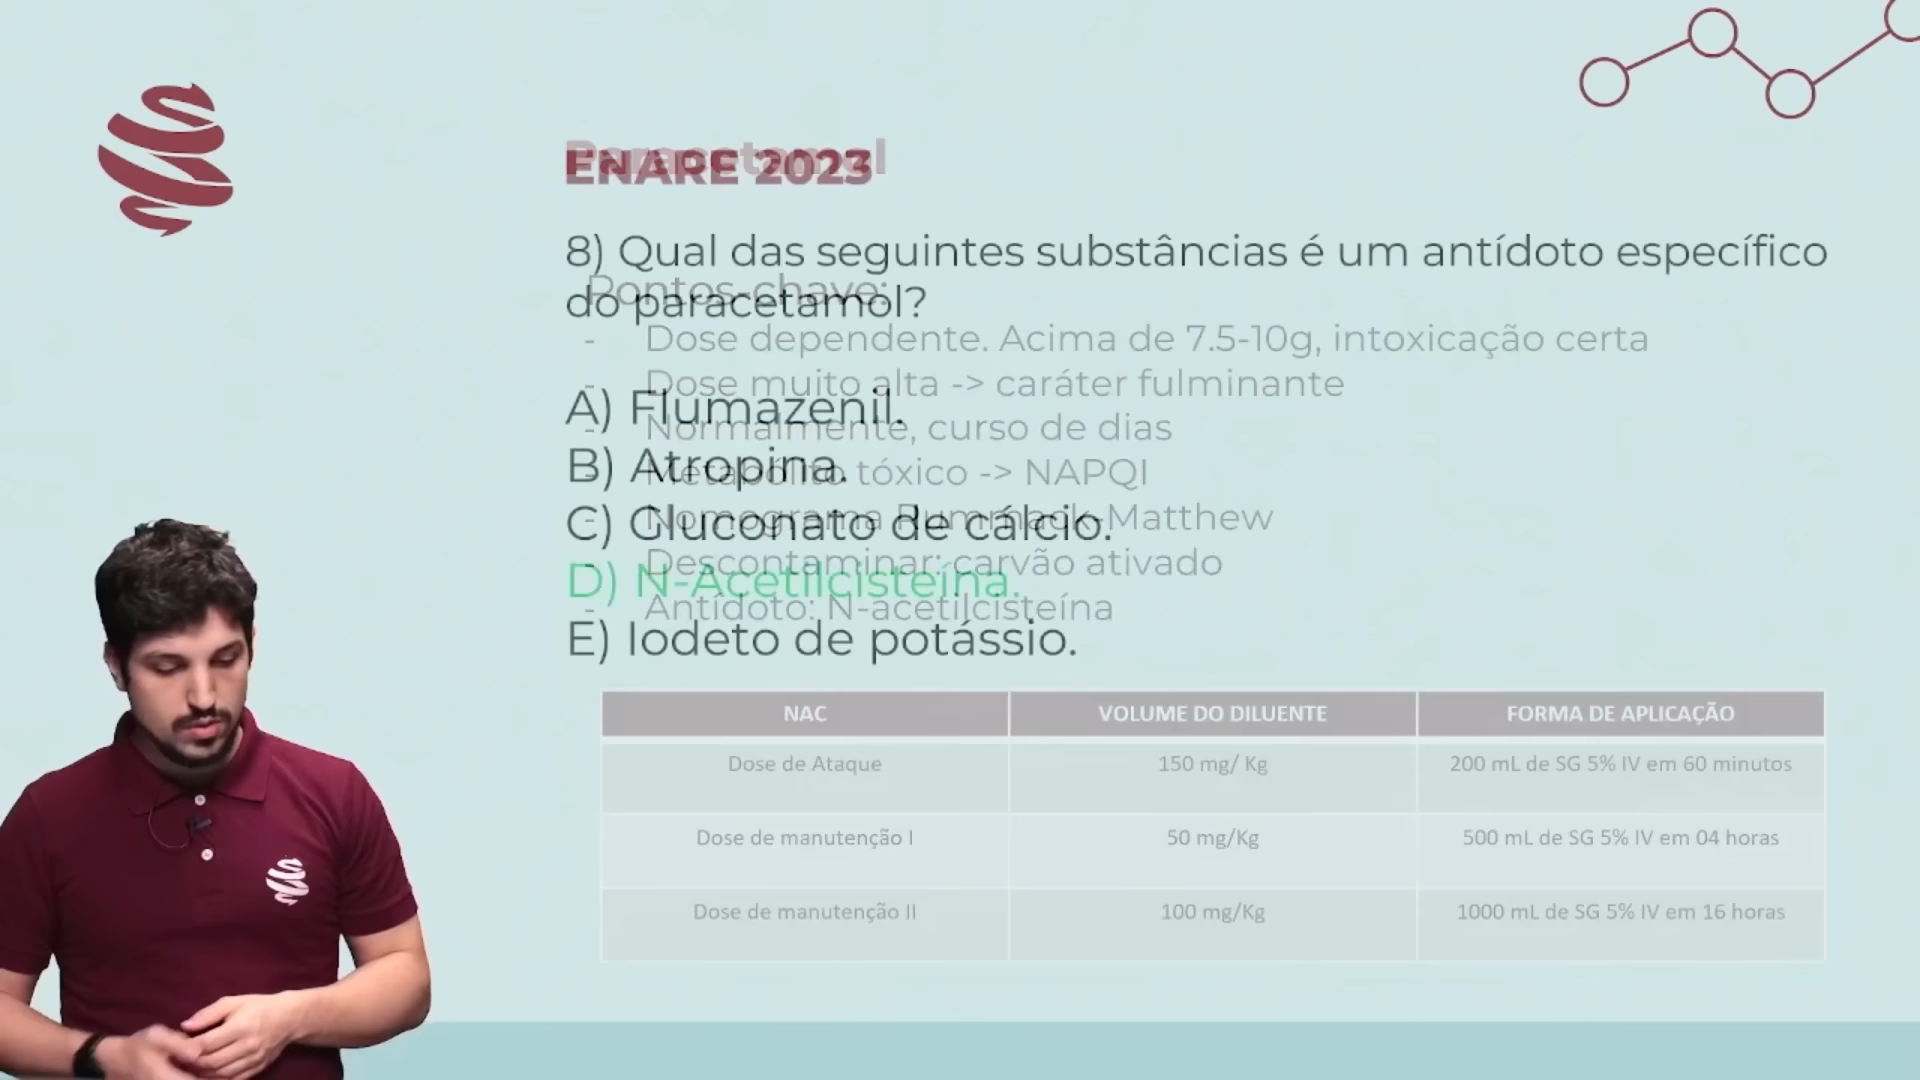 Paracetamol
ENARE 2023
8) Qual das seguintes substâncias é um antídoto específico
do paracetamol?
Pontos-chave:
- Dose dependente. Acima de 7.5-10g, intoxicação certa
- Dose muito alta -> caráter fulminante
A) Flumazenil.
- Normalmente, curso de dias
B) Atropina.
- Metabólito tóxico -> NAPQI
C) Gluconato de cálcio.
- Nomograma Rummack-Matthew
- Descontaminar: carvão ativado
D) N-Acetilcisteína.
- Antídoto: N-acetilcisteína
E) Iodeto de potássio.
NAC VOLUME DO DILUENTE FORMA DE APLICAÇÃO
Dose de Ataque 150 mg/ Kg 200 mL de SG 5% IV em 60 minutos
Dose de manutenção I 50 mg/Kg 500 mL de SG 5% IV em 04 horas
Dose de manutenção II 100 mg/Kg 1000 mL de SG 5% IV em 16 horas